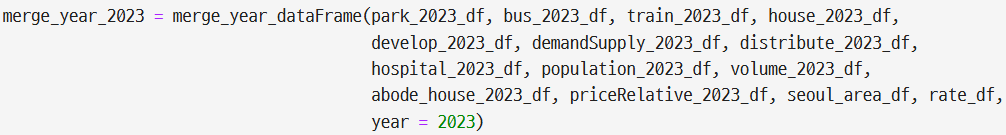 merge_year_2023 = merge_year_dataFrame(park_2023_df, bus_2023_df, train_2023_df, house_2023_df,
develop_2023_df, demandSupply_2023_df, distribute_2023_df,
hospital_2023_df, population_2023_df, volume_2023_df,
abode_house_2023_df, priceRelative_2023_df, seoul_area_df, rate_df,
year = 2023)